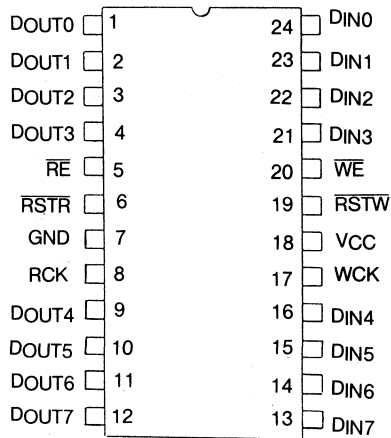 DOUT0 1 24 DIN0
DOUT1 2 23 DIN1
DOUT2 3 22 DIN2
DOUT3 4 21 DIN3
RE 5 20 WE
RSTR 6 19 RSTW
GND 7 18 VCC
RCK 8 17 WCK
DOUT4 9 16 DIN4
DOUT5 10 15 DIN5
DOUT6 11 14 DIN6
DOUT7 12 13 DIN7